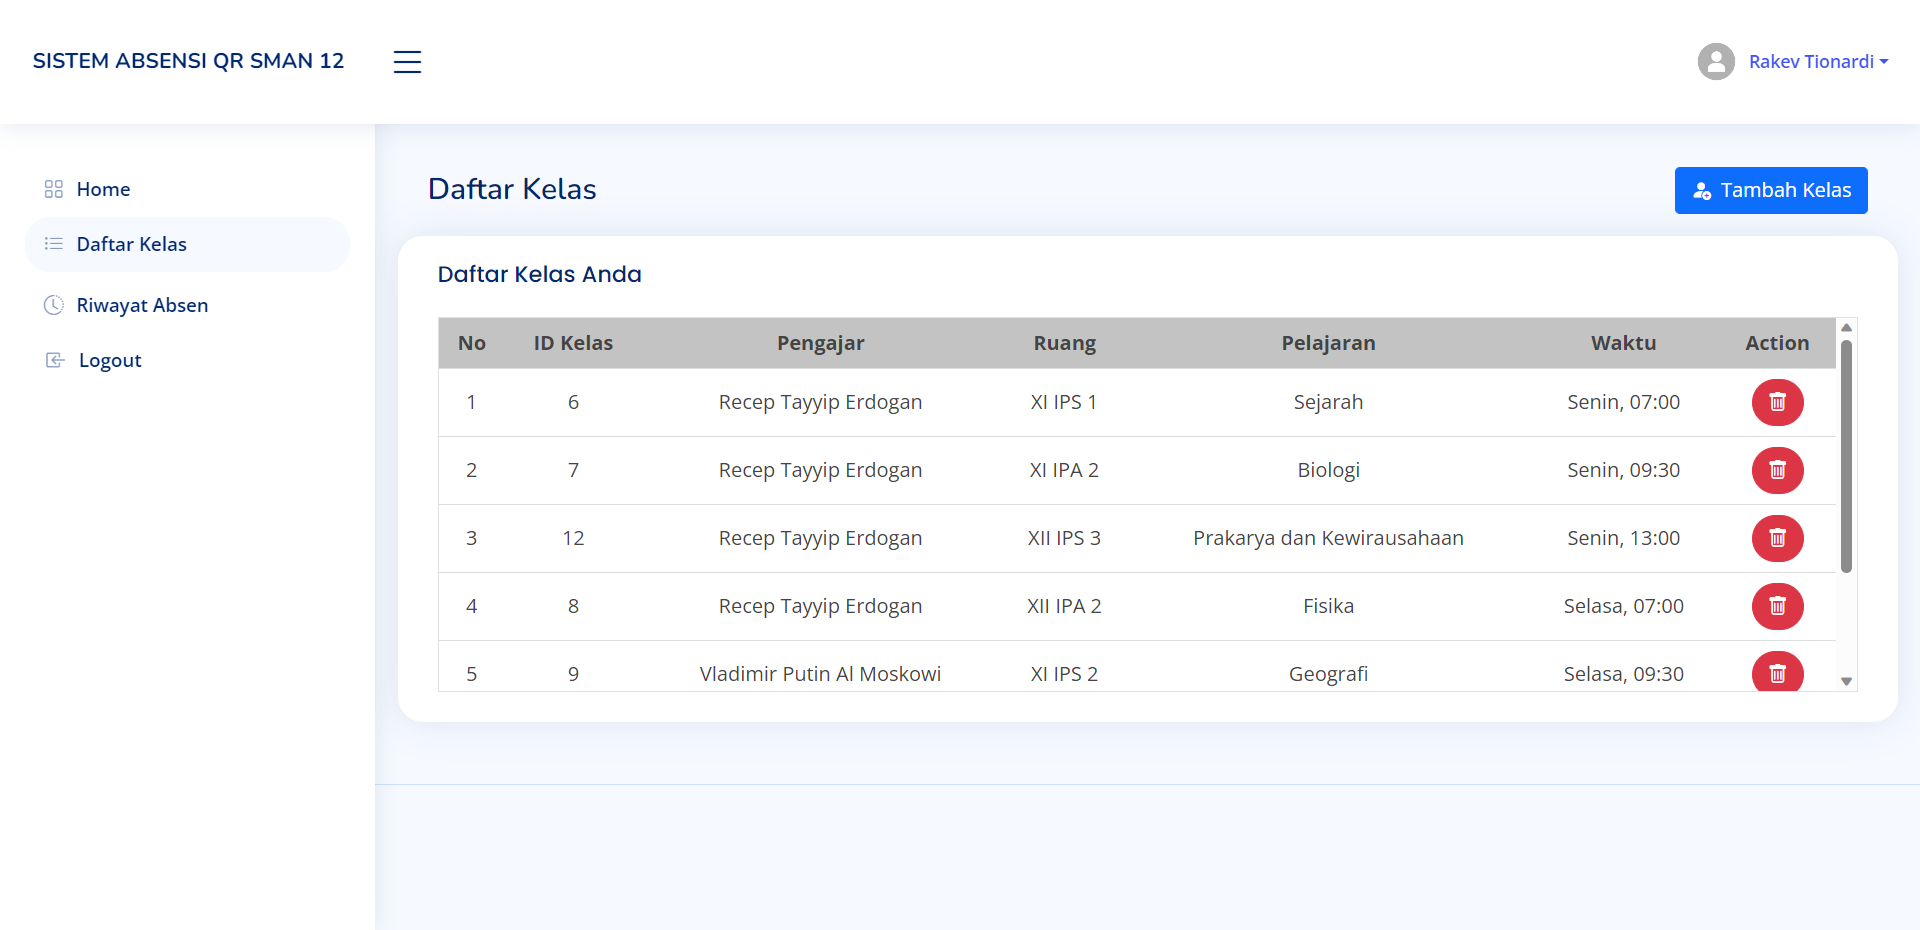 SISTEM ABSENSI QR SMAN 12
Rakev Tionardi
Home
Daftar Kelas
Riwayat Absen
Logout
Daftar Kelas
Tambah Kelas
Daftar Kelas Anda
No ID Kelas Pengajar Ruang Pelajaran Waktu Action
1 6 Recep Tayyip Erdogan XI IPS 1 Sejarah Senin, 07:00
2 7 Recep Tayyip Erdogan XI IPA 2 Biologi Senin, 09:30
3 12 Recep Tayyip Erdogan XII IPS 3 Prakarya dan Kewirausahaan Senin, 13:00
4 8 Recep Tayyip Erdogan XII IPA 2 Fisika Selasa, 07:00
5 9 Vladimir Putin Al Moskowi XI IPS 2 Geografi Selasa, 09:30